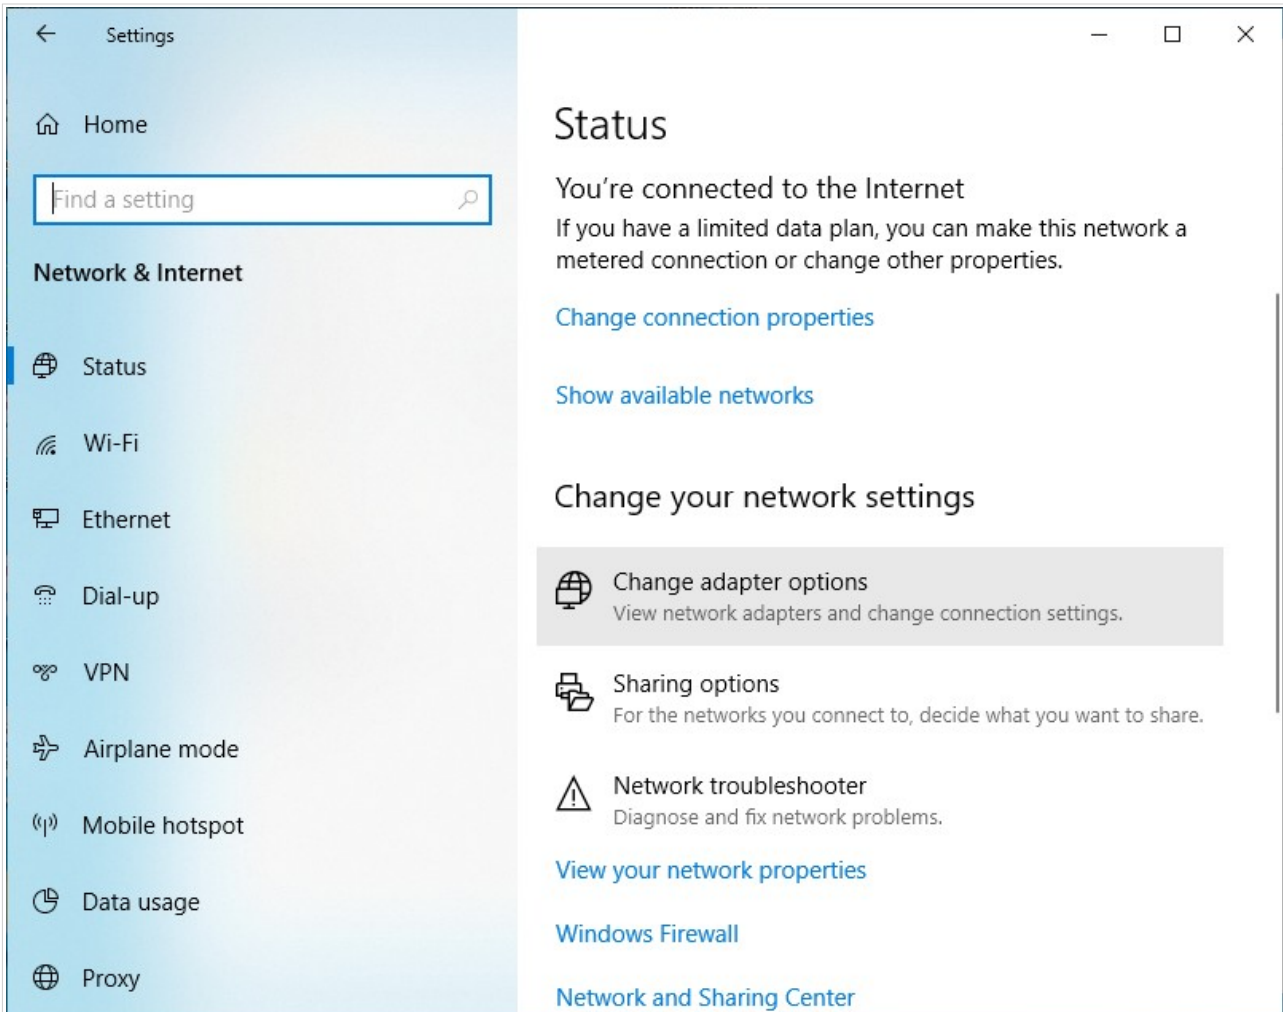 Settings
Home
Find a setting
Network & Internet
Status
Wi-Fi
Ethernet
Dial-up
VPN
Airplane mode
Mobile hotspot
Data usage
Proxy
Status
You’re connected to the Internet
If you have a limited data plan, you can make this network a
metered connection or change other properties.
Change connection properties
Show available networks
Change your network settings
Change adapter options
View network adapters and change connection settings.
Sharing options
For the networks you connect to, decide what you want to share.
Network troubleshooter
Diagnose and fix network problems.
View your network properties
Windows Firewall
Network and Sharing Center